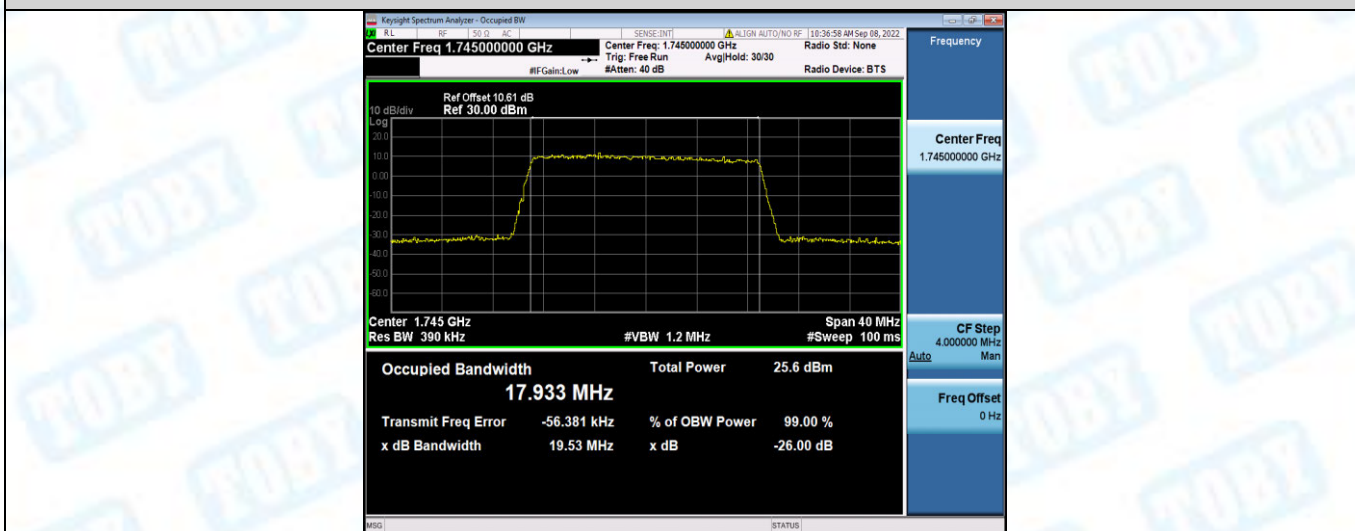 Keysight Spectrum Analyzer - Occupied BW
RL RF 50 Ω AC SENSE:INT ALIGN AUTO/NO RF 10:36:58 AM Sep 08, 2022
Center Freq 1.745000000 GHz
Center Freq: 1.745000000 GHz Radio Std: None
Trig: Free Run Avg|Hold: 30/30
#IFGain:Low #Atten: 40 dB Radio Device: BTS
Frequency
Ref Offset 10.61 dB
10 dB/div Ref 30.00 dBm
Log
20.0
10.0
0.00
-10.0
-20.0
-30.0
-40.0
-50.0
-60.0
Center 1.745 GHz Span 40 MHz
Res BW 390 kHz #VBW 1.2 MHz #Sweep 100 ms
Occupied Bandwidth Total Power 25.6 dBm
17.933 MHz
Transmit Freq Error -56.381 kHz % of OBW Power 99.00 %
x dB Bandwidth 19.53 MHz x dB -26.00 dB
Center Freq
1.745000000 GHz
CF Step
4.000000 MHz
Auto Man
Freq Offset
0 Hz
MSG STATUS
TOBY
TOBY
TOBY
TOBY
TOBY
TOBY
TOBY
TOBY